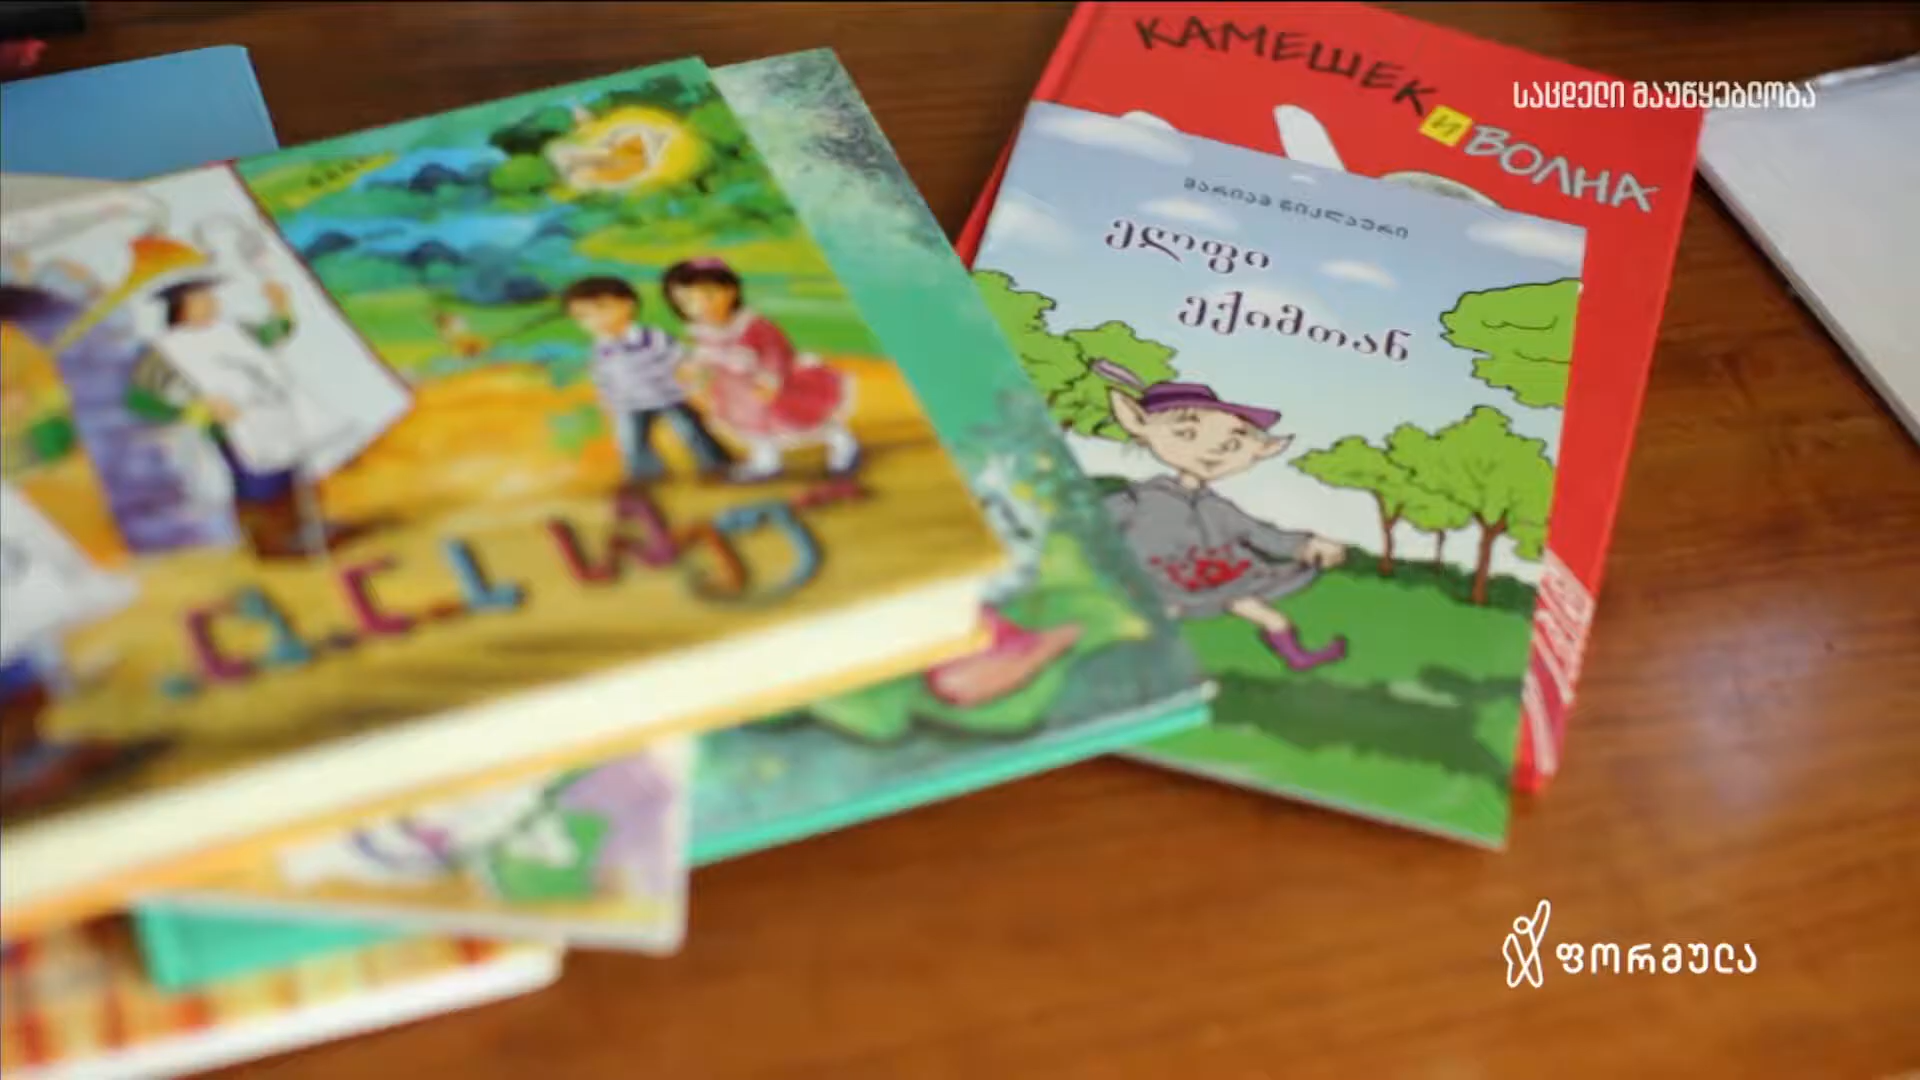 КАМЕШЕК
И
ВОЛНА
საცდელი მაუწყებლობა
მარიამ წიკლაური
ელფი
ექიმთან
ფორმულა